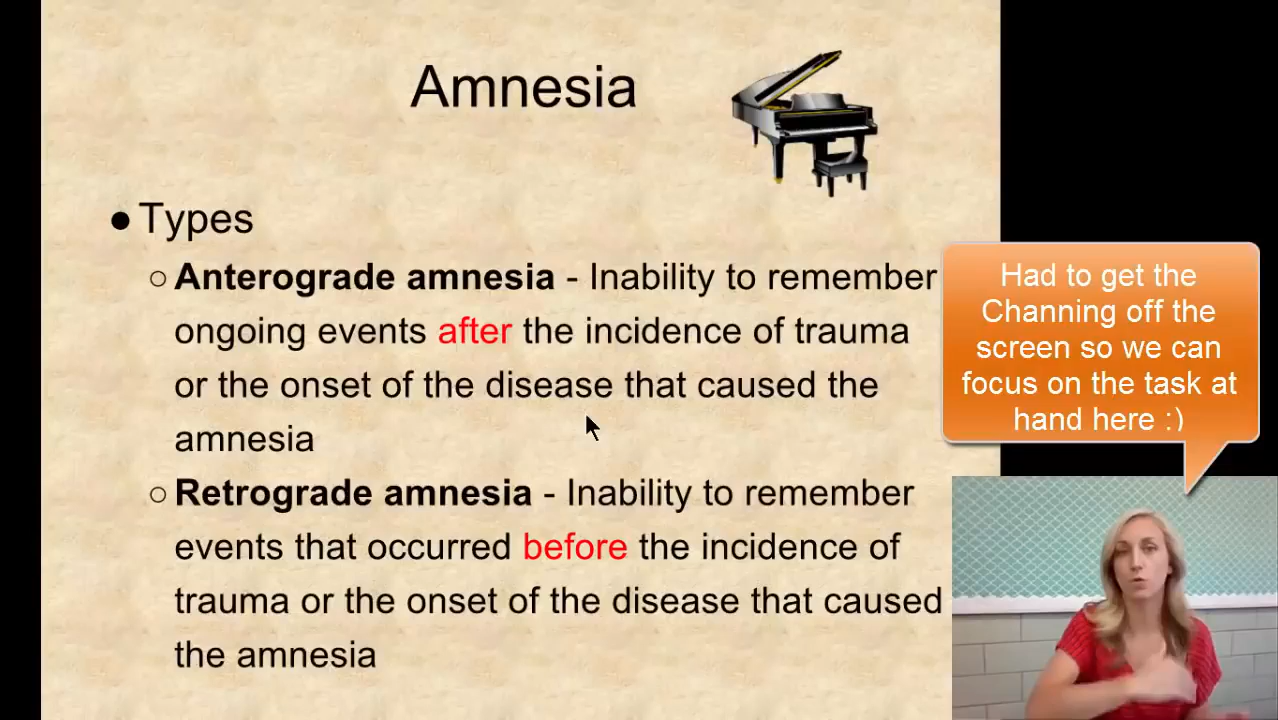 Amnesia
● Types
○ Anterograde amnesia - Inability to remember
ongoing events after the incidence of trauma
or the onset of the disease that caused the
amnesia
○ Retrograde amnesia - Inability to remember
events that occurred before the incidence of
trauma or the onset of the disease that caused
the amnesia
Had to get the
Channing off the
screen so we can
focus on the task at
hand here :)